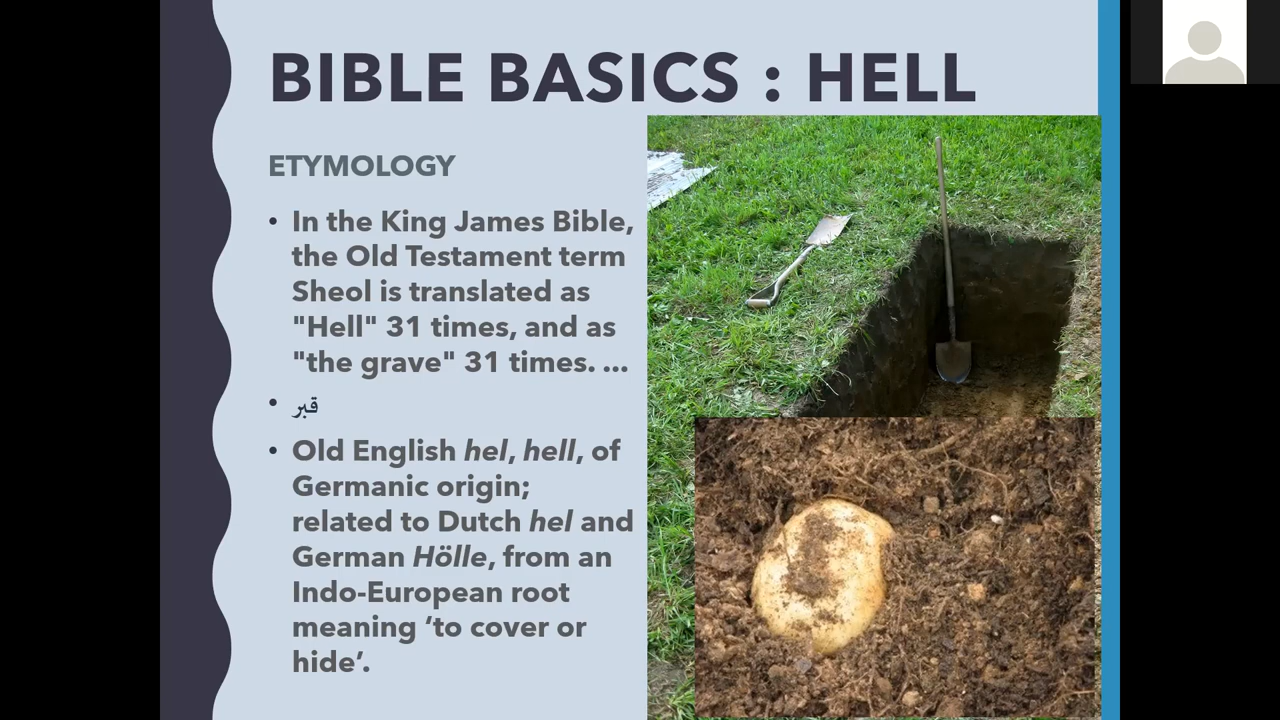 BIBLE BASICS : HELL
ETYMOLOGY
• In the King James Bible,
the Old Testament term
Sheol is translated as
"Hell" 31 times, and as
"the grave" 31 times. ...
• قبر
• Old English hel, hell, of
Germanic origin;
related to Dutch hel and
German Hölle, from an
Indo-European root
meaning ‘to cover or
hide’.